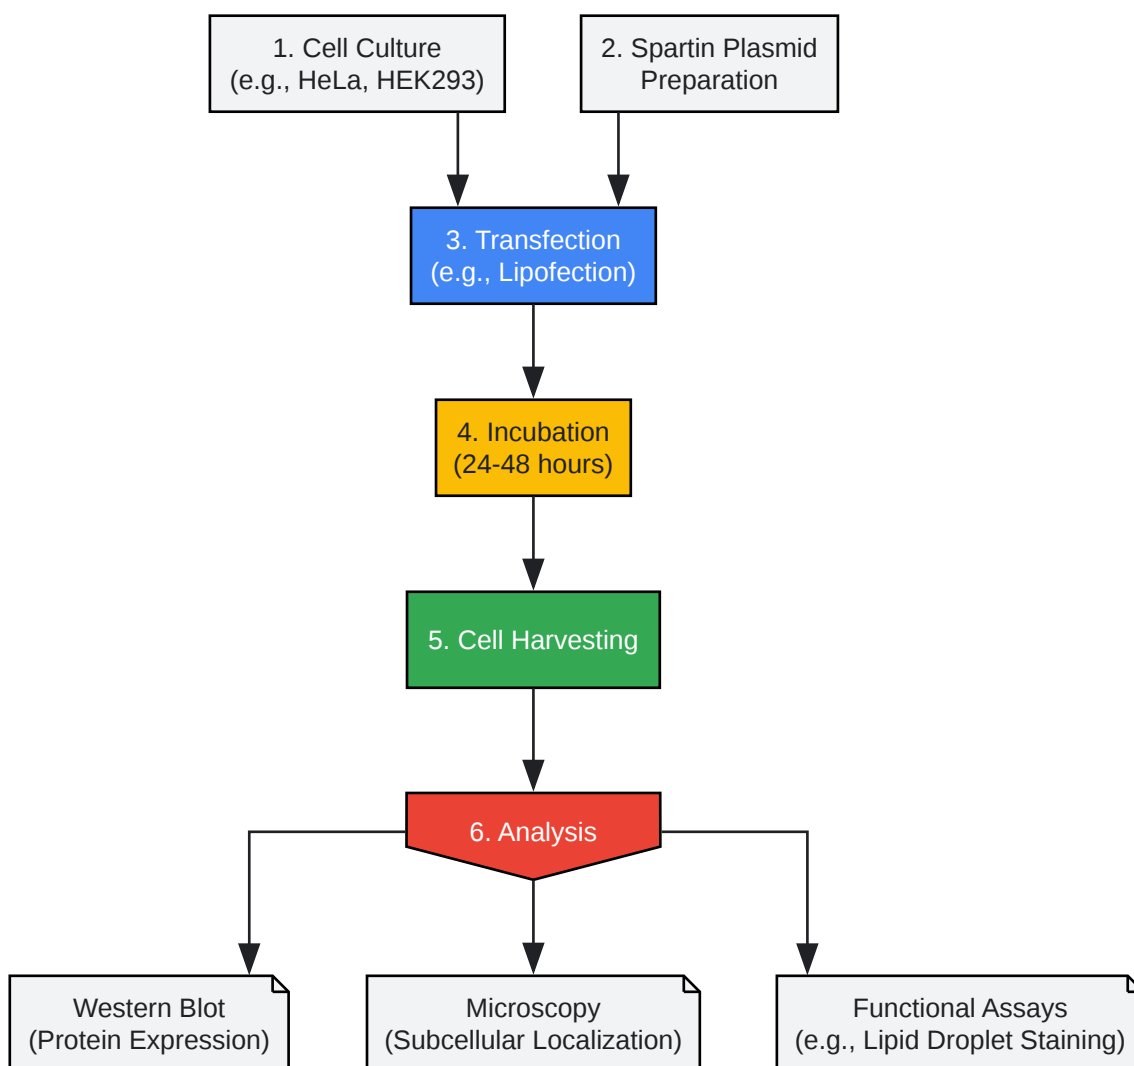 1. Cell Culture
(e.g., HeLa, HEK293)
2. Spartin Plasmid
Preparation
3. Transfection
(e.g., Lipofection)
4. Incubation
(24-48 hours)
5. Cell Harvesting
6. Analysis
Western Blot
(Protein Expression)
Microscopy
(Subcellular Localization)
Functional Assays
(e.g., Lipid Droplet Staining)